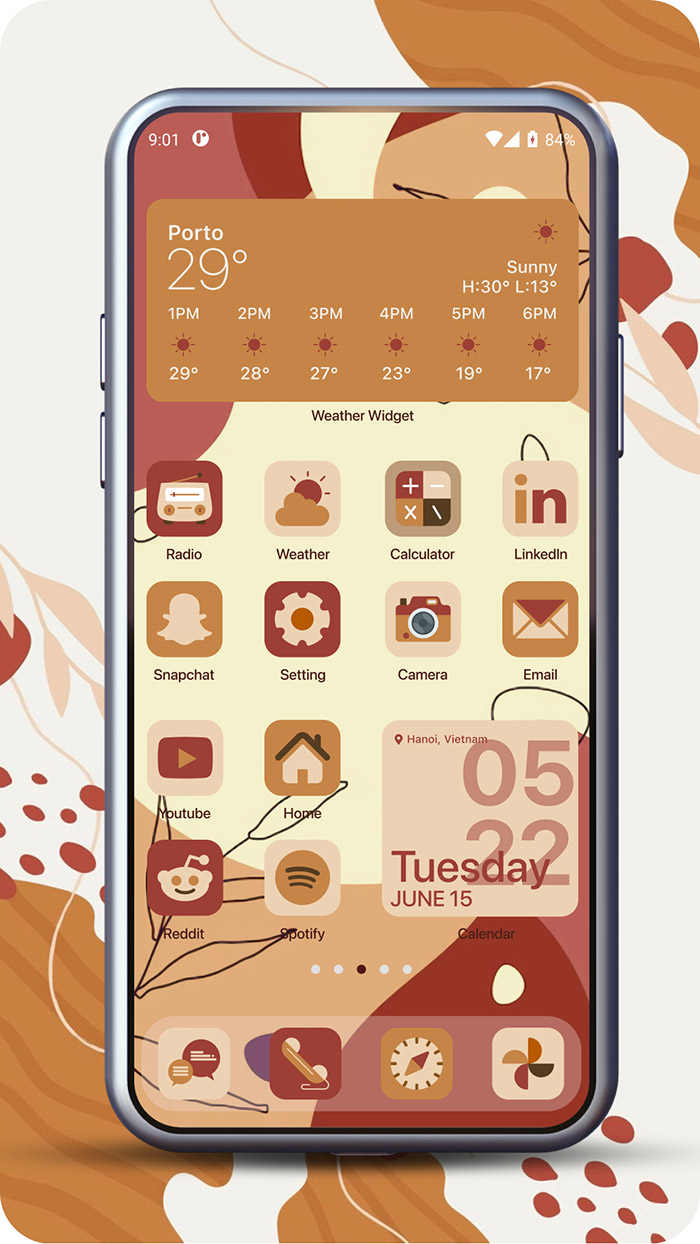 9:01 84%
Porto
29°
Sunny
H:30° L:13°
1PM 2PM 3PM 4PM 5PM 6PM
29° 28° 27° 23° 19° 17°
Weather Widget
in
Radio Weather Calculator LinkedIn
Snapchat Setting Camera Email
Hanoi, Vietnam
05
22
Tuesday
JUNE 15
Youtube Home
Reddit Spotify Calendar